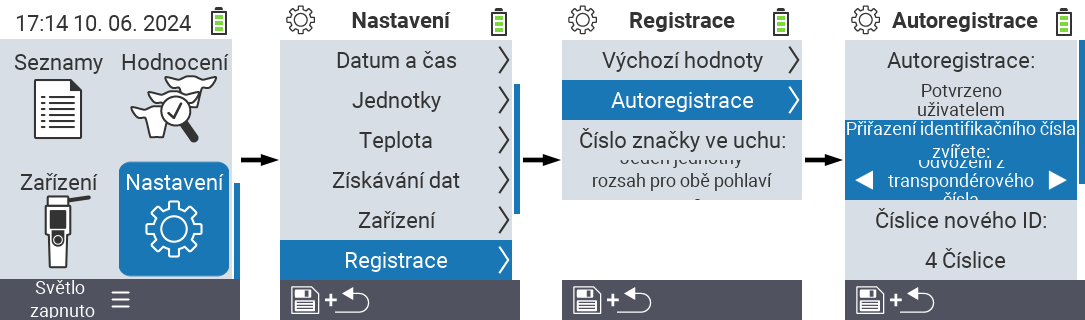 17:14 10. 06. 2024
Seznamy Hodnocení
Zařízení Nastavení
Světlo
zapnuto
Nastavení
Datum a čas
Jednotky
Teplota
Získávání dat
Zařízení
Registrace
+
Registrace
Výchozí hodnoty
Autoregistrace
Číslo značky ve uchu:
Jeden jednotný
rozsah pro obě pohlaví
+
Autoregistrace
Autoregistrace:
Potvrzeno
uživatelem
Přiřazení identifikačního čísla
zvířete:
Odvození z
transpondérového
čísla
Číslice nového ID:
4 Číslice
+